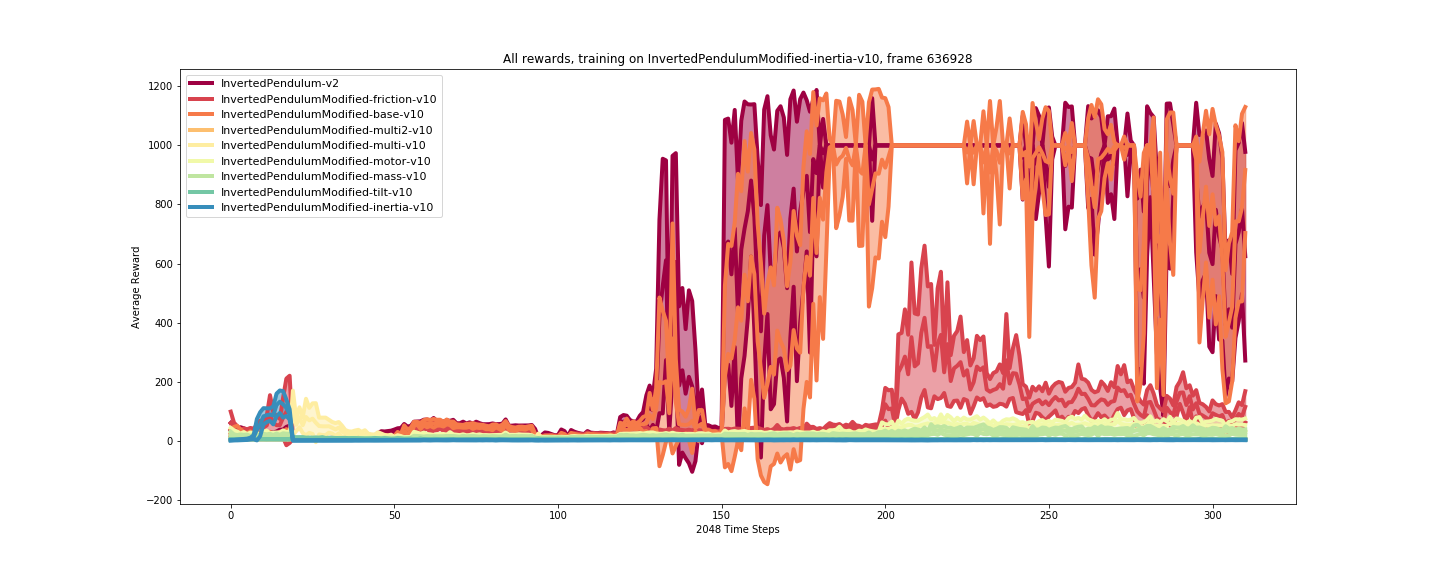 All rewards, training on InvertedPendulumModified-inertia-v10, frame 636928
1200
1000
800
600
400
200
0
−200
Average Reward
InvertedPendulum-v2
InvertedPendulumModified-friction-v10
InvertedPendulumModified-base-v10
InvertedPendulumModified-multi2-v10
InvertedPendulumModified-multi-v10
InvertedPendulumModified-motor-v10
InvertedPendulumModified-mass-v10
InvertedPendulumModified-tilt-v10
InvertedPendulumModified-inertia-v10
0 50 100 150 200 250 300
2048 Time Steps